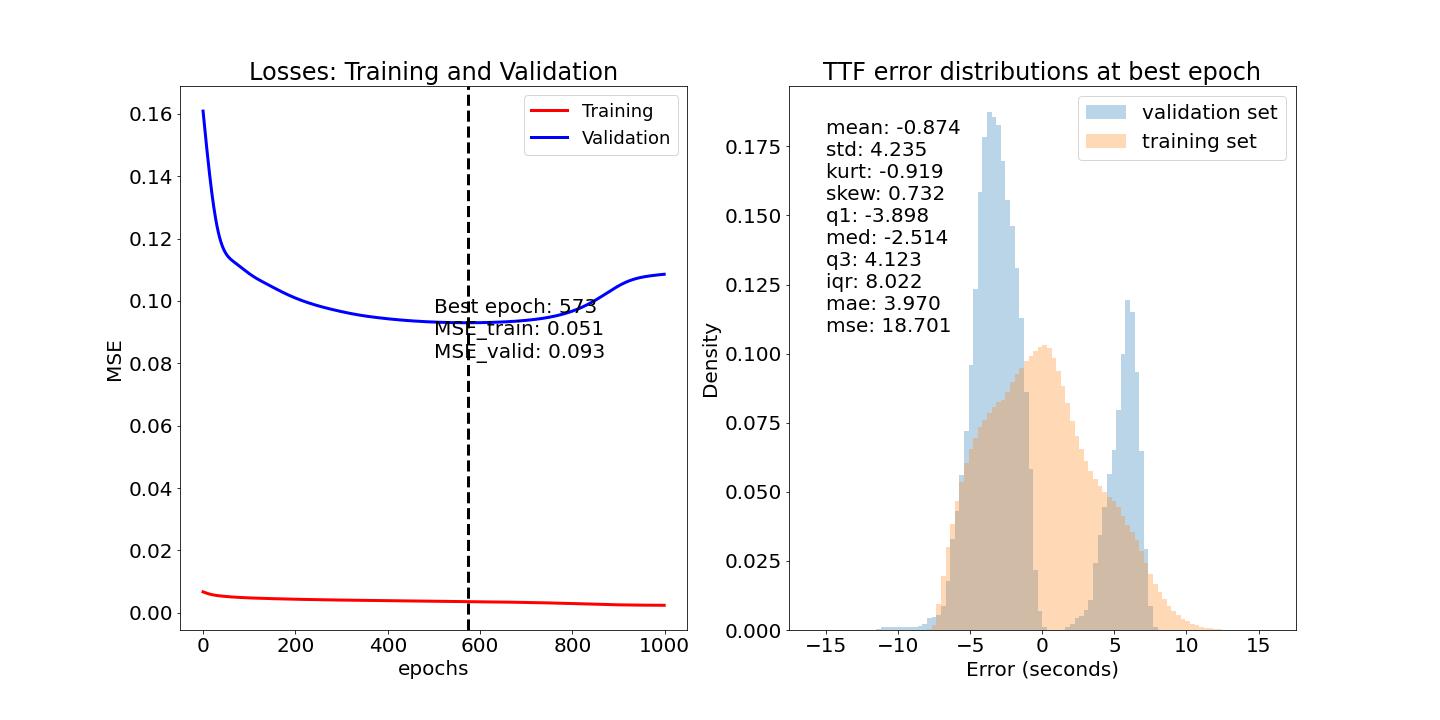 Losses: Training and Validation
0.16
0.14
0.12
0.10
0.08
0.06
0.04
0.02
0.00
MSE
Training
Validation
Best epoch: 573
MSE_train: 0.051
MSE_valid: 0.093
0 200 400 600 800 1000
epochs
TTF error distributions at best epoch
0.175
0.150
0.125
0.100
0.075
0.050
0.025
0.000
Density
mean: -0.874
std: 4.235
kurt: -0.919
skew: 0.732
q1: -3.898
med: -2.514
q3: 4.123
iqr: 8.022
mae: 3.970
mse: 18.701
validation set
training set
−15 −10 −5 0 5 10 15
Error (seconds)